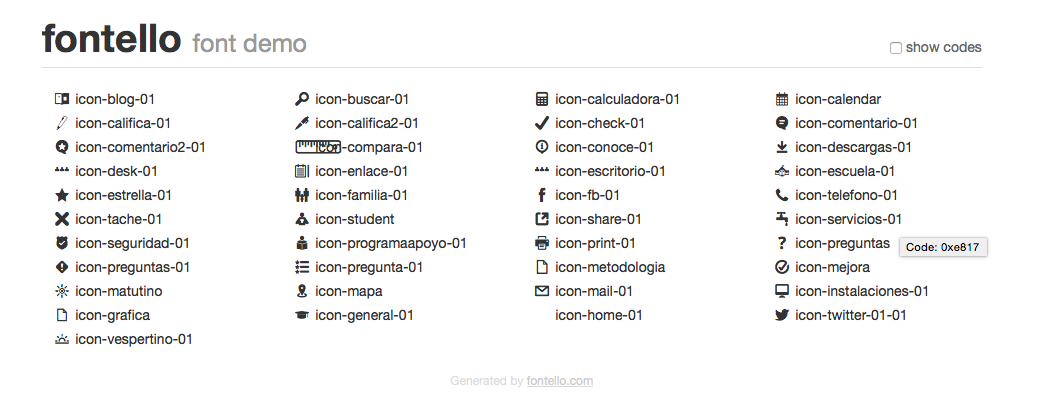 fontello font demo
show codes
icon-blog-01 icon-buscar-01 icon-calculadora-01 icon-calendar
icon-califica-01 icon-califica2-01 icon-check-01 icon-comentario-01
icon-comentario2-01 icon-compara-01 icon-conoce-01 icon-descargas-01
icon-desk-01 icon-enlace-01 icon-escritorio-01 icon-escuela-01
icon-estrella-01 icon-familia-01 icon-fb-01 icon-telefono-01
icon-tache-01 icon-student icon-share-01 icon-servicios-01
icon-seguridad-01 icon-programaapoyo-01 icon-print-01 icon-preguntas
Code: 0xe817
icon-preguntas-01 icon-pregunta-01 icon-metodologia icon-mejora
icon-matutino icon-mapa icon-mail-01 icon-instalaciones-01
icon-grafica icon-general-01 icon-home-01 icon-twitter-01-01
icon-vespertino-01
Generated by fontello.com